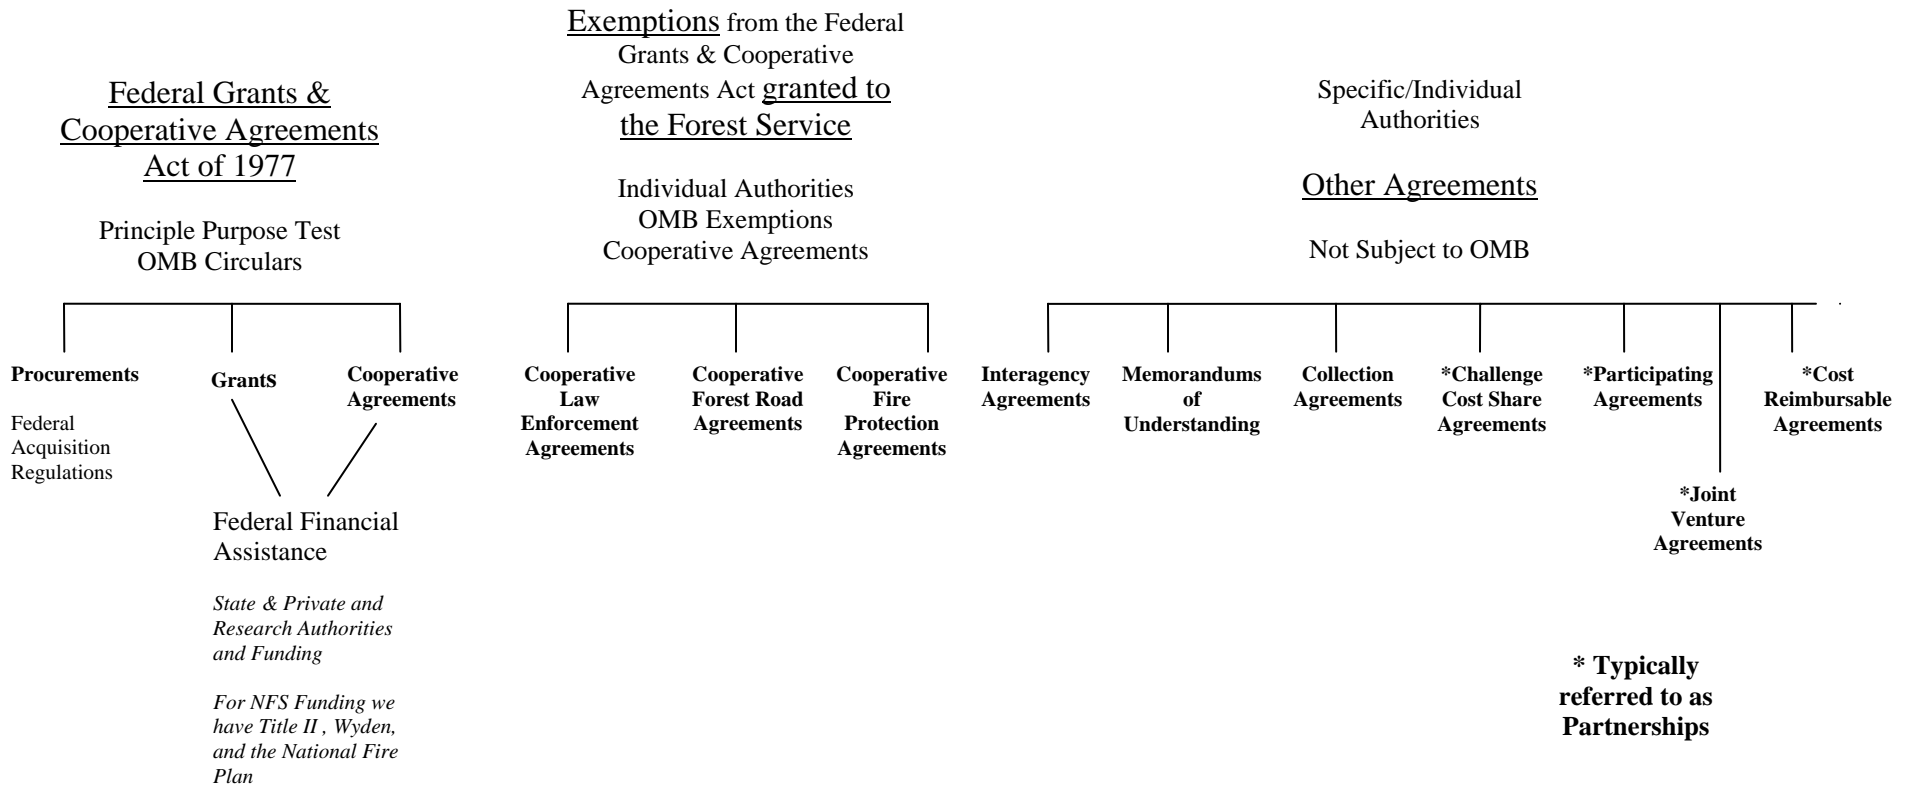 Federal Grants &
Cooperative Agreements
Act of 1977
Principle Purpose Test
OMB Circulars
Exemptions from the Federal
Grants & Cooperative
Agreements Act granted to
the Forest Service
Individual Authorities
OMB Exemptions
Cooperative Agreements
Specific/Individual
Authorities
Other Agreements
Not Subject to OMB
Procurements
Federal
Acquisition
Regulations
Grants
Cooperative
Agreements
Federal Financial
Assistance
State & Private and
Research Authorities
and Funding
For NFS Funding we
have Title II , Wyden,
and the National Fire
Plan
Cooperative
Law
Enforcement
Agreements
Cooperative
Forest Road
Agreements
Cooperative
Fire
Protection
Agreements
Interagency
Agreements
Memorandums
of
Understanding
Collection
Agreements
*Challenge
Cost Share
Agreements
*Participating
Agreements
*Joint
Venture
Agreements
*Cost
Reimbursable
Agreements
* Typically
referred to as
Partnerships